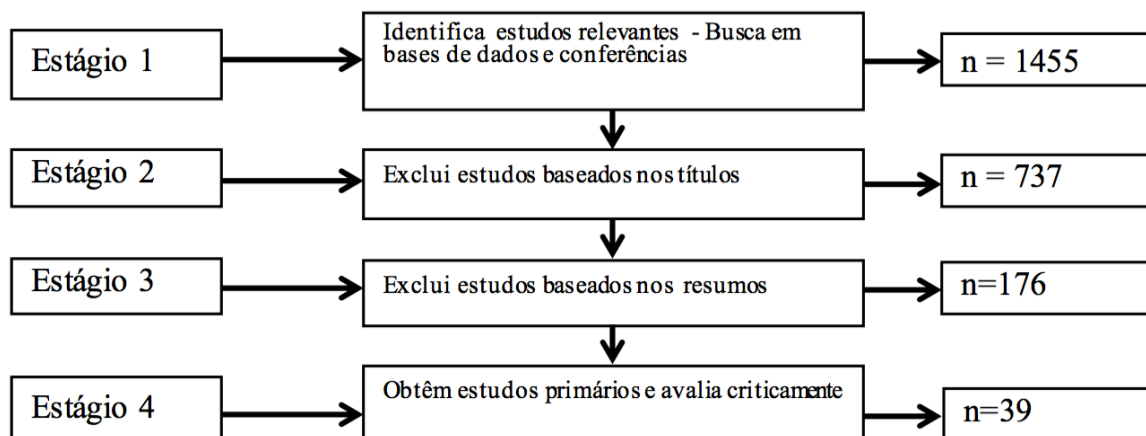 Estágio 1
Identifica estudos relevantes - Busca em
bases de dados e conferências
n = 1455
Estágio 2
Exclui estudos baseados nos títulos
n = 737
Estágio 3
Exclui estudos baseados nos resumos
n=176
Estágio 4
Obtêm estudos primários e avalia criticamente
n=39